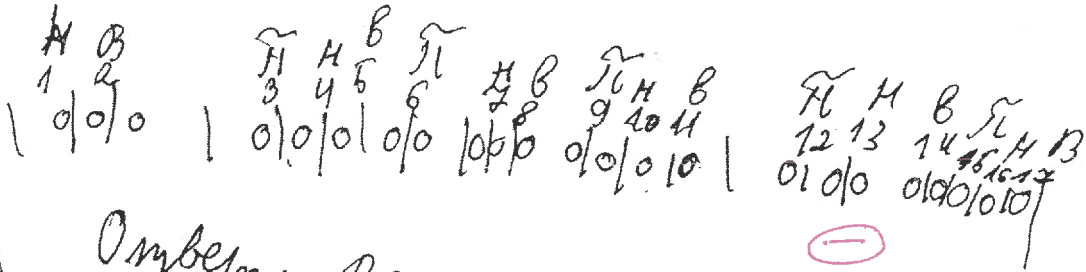 Н В П Н В П Н В П Н В П Н В П Н В
1 2 3 4 5 6 7 8 9 10 11 12 13 14 15 16 17
| 0|0|0 | 0|0|0|0|0 |0|0|0 0|0|0|0 | 0|0|0 0|0|0|0|0|
Ответ